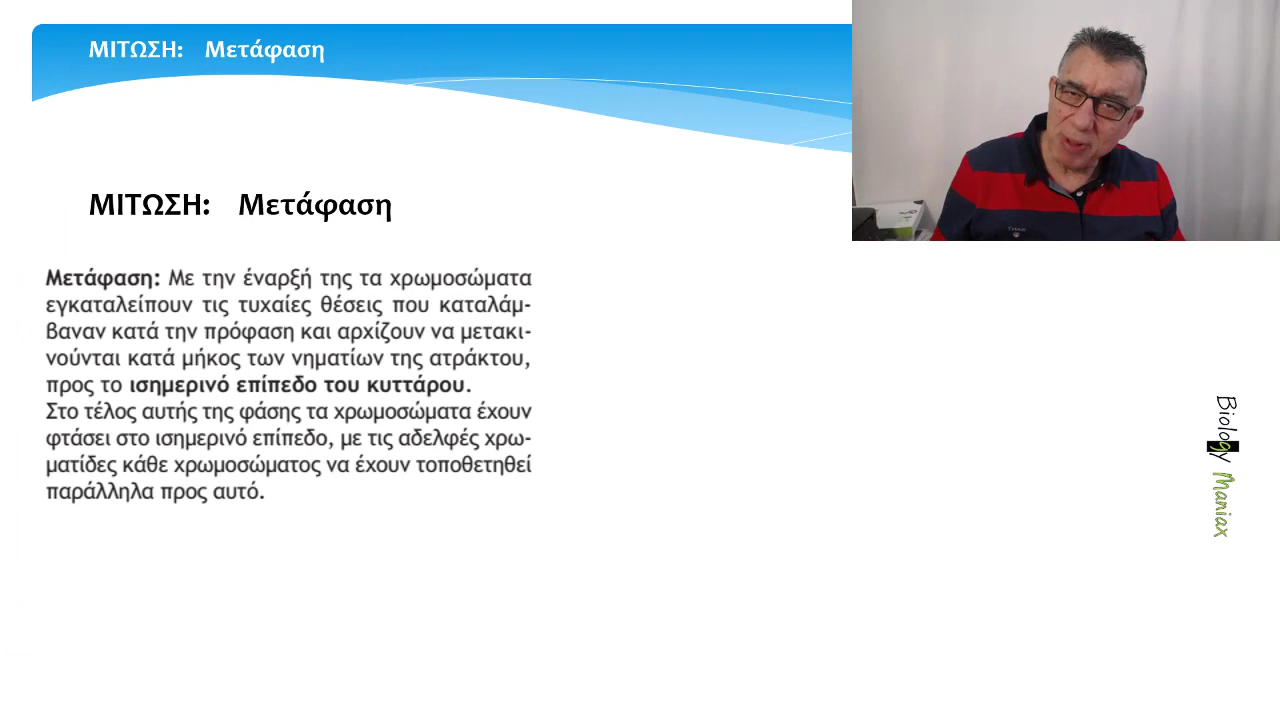 ΜΙΤΩΣΗ: Μετάφαση
ΜΙΤΩΣΗ: Μετάφαση
Μετάφαση: Με την έναρξή της τα χρωμοσώματα
εγκαταλείπουν τις τυχαίες θέσεις που καταλάμ-
βαναν κατά την πρόφαση και αρχίζουν να μετακι-
νούνται κατά μήκος των νηματίων της ατράκτου,
προς το ισημερινό επίπεδο του κυττάρου.
Στο τέλος αυτής της φάσης τα χρωμοσώματα έχουν
φτάσει στο ισημερινό επίπεδο, με τις αδελφές χρω-
ματίδες κάθε χρωμοσώματος να έχουν τοποθετηθεί
παράλληλα προς αυτό.
Biology Maniax